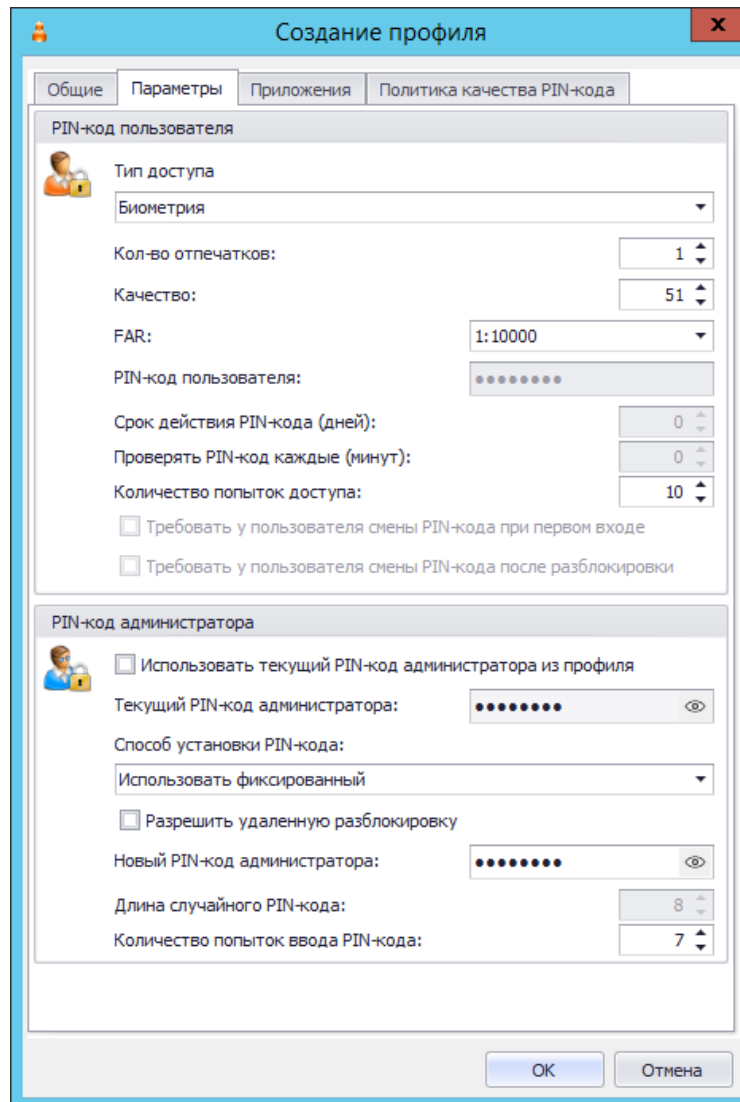 Создание профиля
x
Общие Параметры Приложения Политика качества PIN-кода
PIN-код пользователя
Тип доступа
Биометрия
Кол-во отпечатков: 1
Качество: 51
FAR: 1:10000
PIN-код пользователя: ●●●●●●●●
Срок действия PIN-кода (дней): 0
Проверять PIN-код каждые (минут): 0
Количество попыток доступа: 10
Требовать у пользователя смены PIN-кода при первом входе
Требовать у пользователя смены PIN-кода после разблокировки
PIN-код администратора
Использовать текущий PIN-код администратора из профиля
Текущий PIN-код администратора: ●●●●●●●●
Способ установки PIN-кода:
Использовать фиксированный
Разрешить удаленную разблокировку
Новый PIN-код администратора: ●●●●●●●●
Длина случайного PIN-кода: 8
Количество попыток ввода PIN-кода: 7
OK Отмена